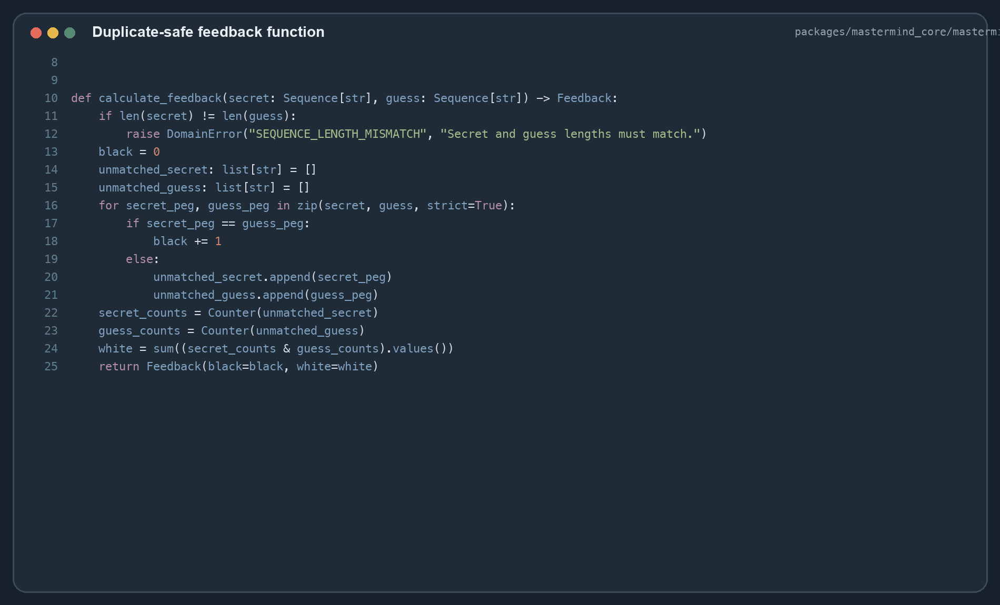 Duplicate-safe feedback function
packages/mastermind_core/masterm
8
9
10 def calculate_feedback(secret: Sequence[str], guess: Sequence[str]) -> Feedback:
11     if len(secret) != len(guess):
12         raise DomainError("SEQUENCE_LENGTH_MISMATCH", "Secret and guess lengths must match.")
13     black = 0
14     unmatched_secret: list[str] = []
15     unmatched_guess: list[str] = []
16     for secret_peg, guess_peg in zip(secret, guess, strict=True):
17         if secret_peg == guess_peg:
18             black += 1
19         else:
20             unmatched_secret.append(secret_peg)
21             unmatched_guess.append(guess_peg)
22     secret_counts = Counter(unmatched_secret)
23     guess_counts = Counter(unmatched_guess)
24     white = sum((secret_counts & guess_counts).values())
25     return Feedback(black=black, white=white)